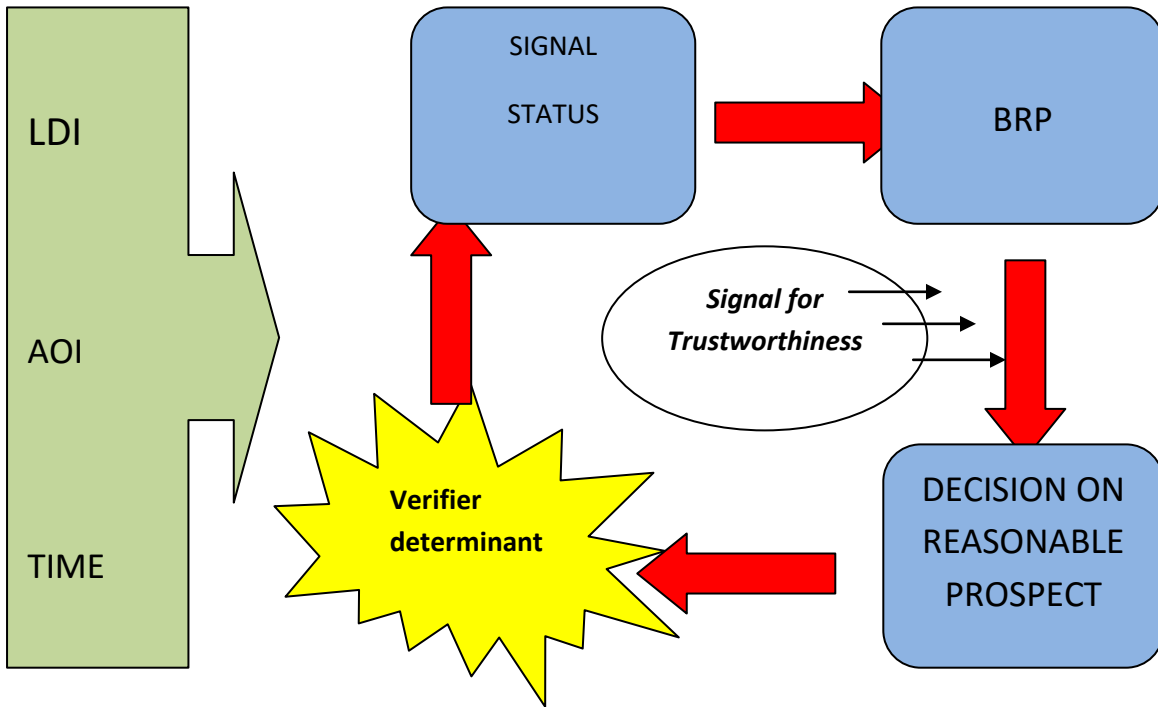 LDI
AOI
TIME
SIGNAL
STATUS
BRP
Signal for
Trustworthiness
Verifier
determinant
DECISION ON
REASONABLE
PROSPECT